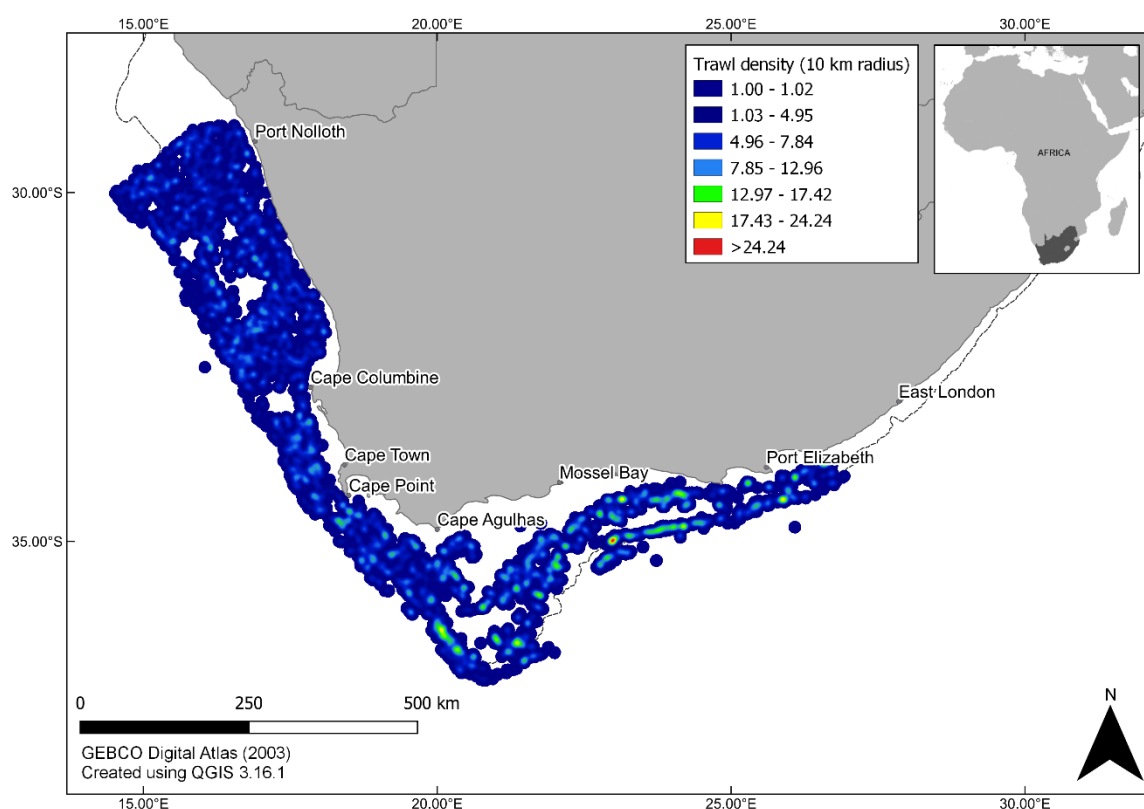 15.00°E 20.00°E 25.00°E 30.00°E
Trawl density (10 km radius)
1.00 - 1.02
1.03 - 4.95
4.96 - 7.84
7.85 - 12.96
12.97 - 17.42
17.43 - 24.24
>24.24
AFRICA
Port Nolloth
30.00°S
30.00°S
Cape Columbine
East London
Cape Town
Port Elizabeth
Mossel Bay
Cape Point
Cape Agulhas
35.00°S
35.00°S
0 250 500 km
N
GEBCO Digital Atlas (2003)
Created using QGIS 3.16.1
15.00°E 20.00°E 25.00°E 30.00°E